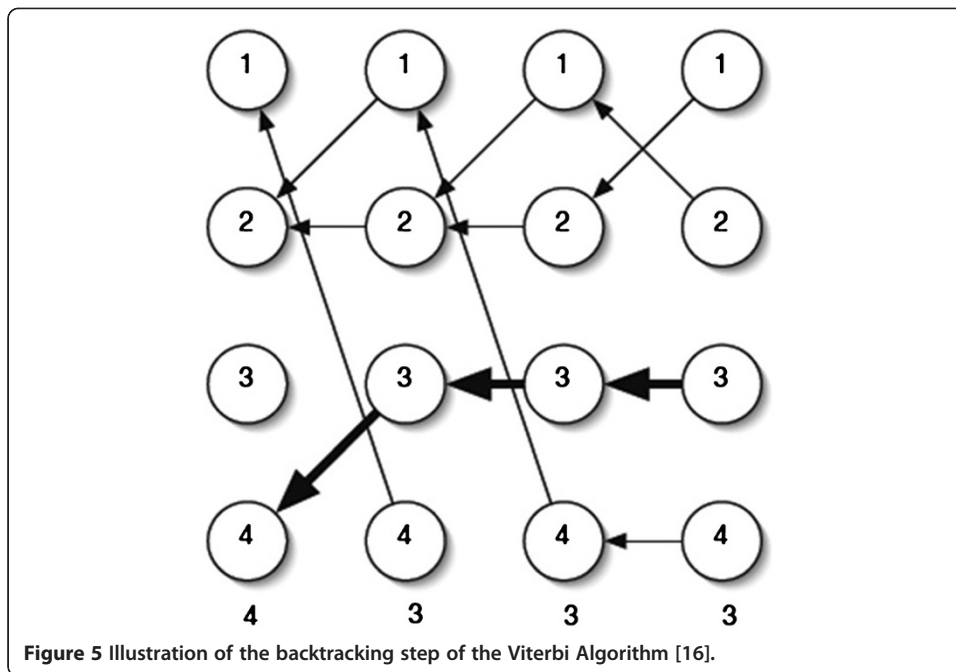 1 1 1 1
2 2 2 2
3 3 3 3
4 4 4 4
4 3 3 3
Figure 5 Illustration of the backtracking step of the Viterbi Algorithm [16].